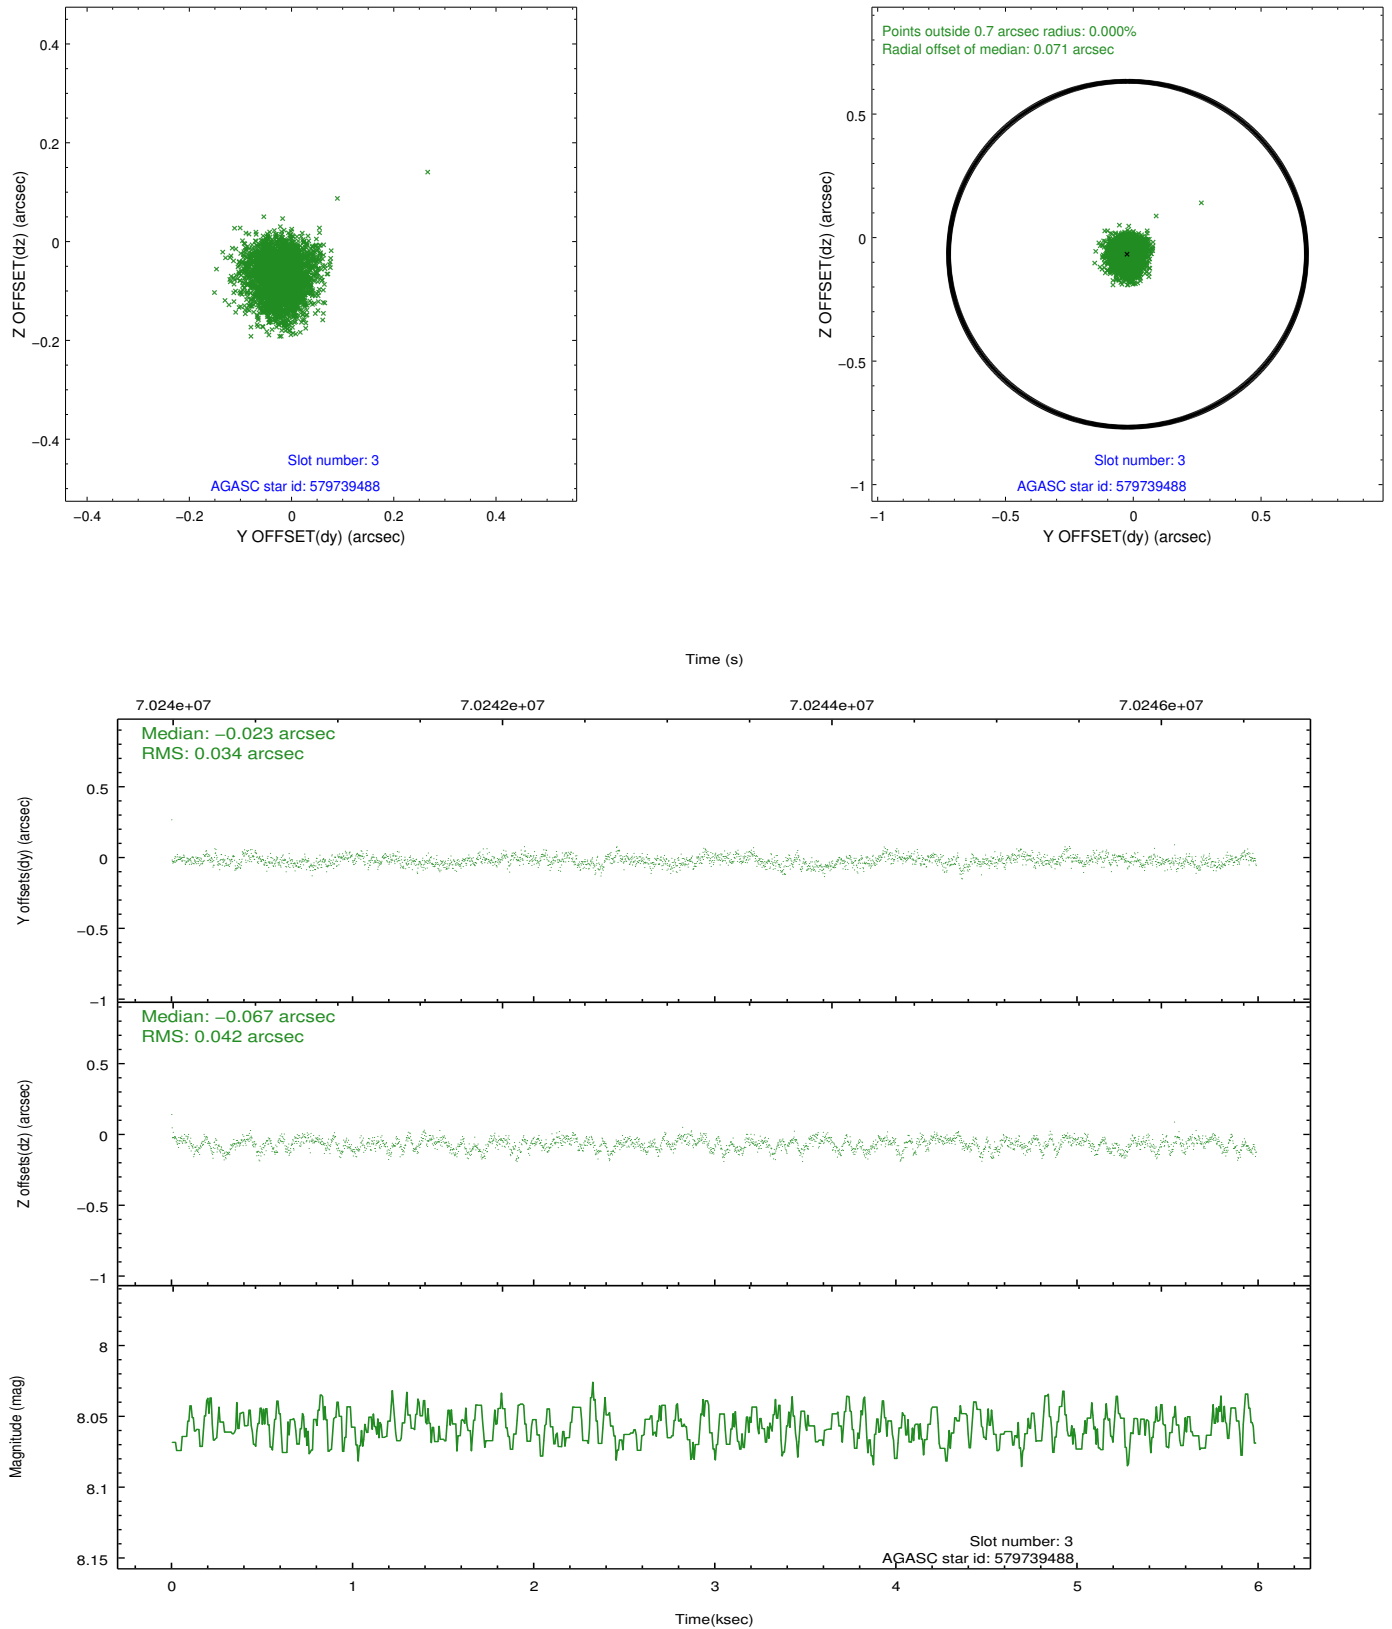 0.4
0.2
0
−0.2
−0.4
Z OFFSET(dz) (arcsec)
Slot number: 3
AGASC star id: 579739488
−0.4 −0.2 0 0.2 0.4
Y OFFSET(dy) (arcsec)
Points outside 0.7 arcsec radius: 0.000%
Radial offset of median: 0.071 arcsec
0.5
0
−0.5
−1
Z OFFSET(dz) (arcsec)
Slot number: 3
AGASC star id: 579739488
−1 −0.5 0 0.5
Y OFFSET(dy) (arcsec)
Time (s)
7.024e+07 7.0242e+07 7.0244e+07 7.0246e+07
Median: −0.023 arcsec
RMS: 0.034 arcsec
0.5
0
−0.5
−1
Y offsets(dy) (arcsec)
Median: −0.067 arcsec
RMS: 0.042 arcsec
0.5
0
−0.5
−1
Z offsets(dz) (arcsec)
8
8.05
8.1
8.15
Magnitude (mag)
Slot number: 3
AGASC star id: 579739488
0 1 2 3 4 5 6
Time(ksec)